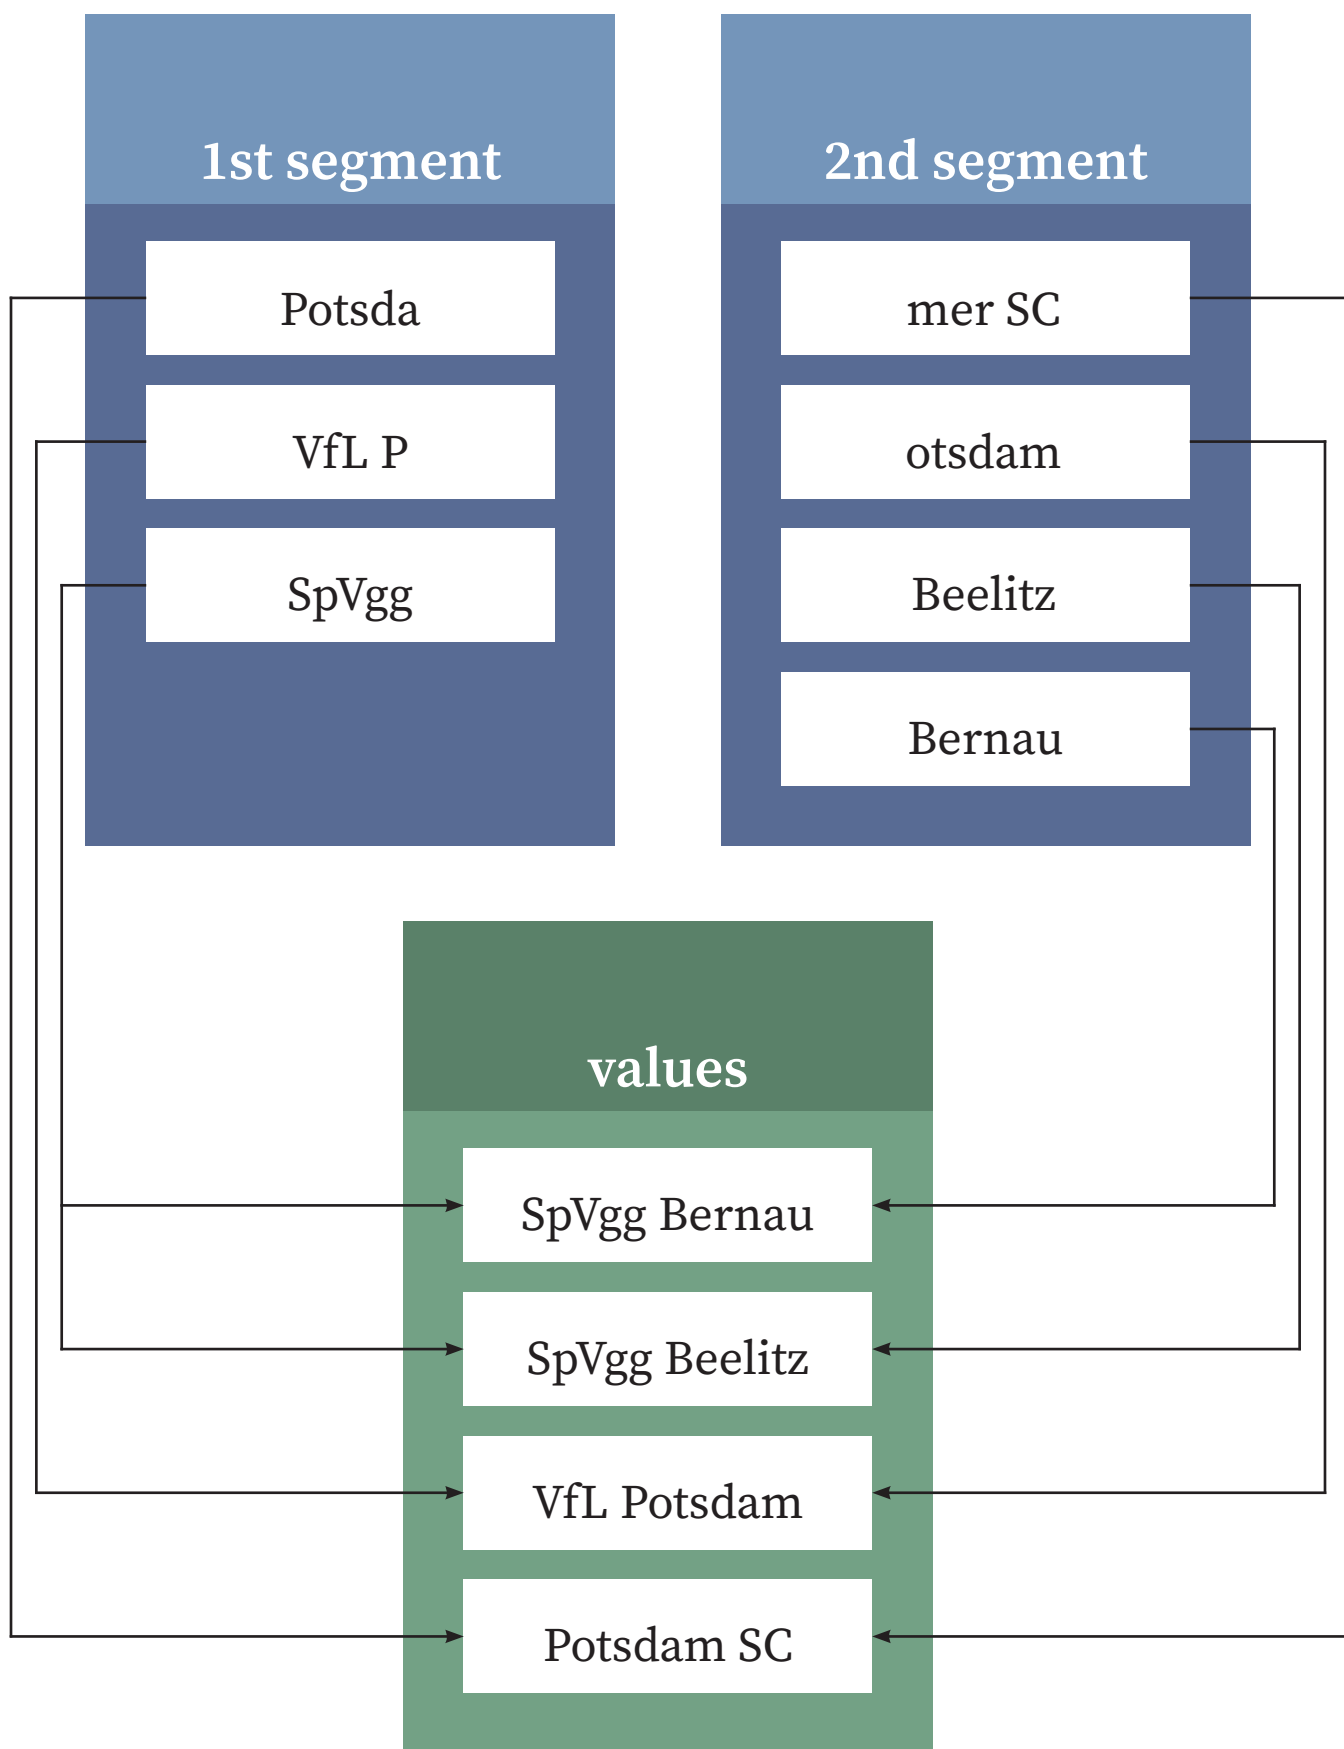 1st segment
Potsda
VfL P
SpVgg
2nd segment
mer SC
otsdam
Beelitz
Bernau
values
SpVgg Bernau
SpVgg Beelitz
VfL Potsdam
Potsdam SC